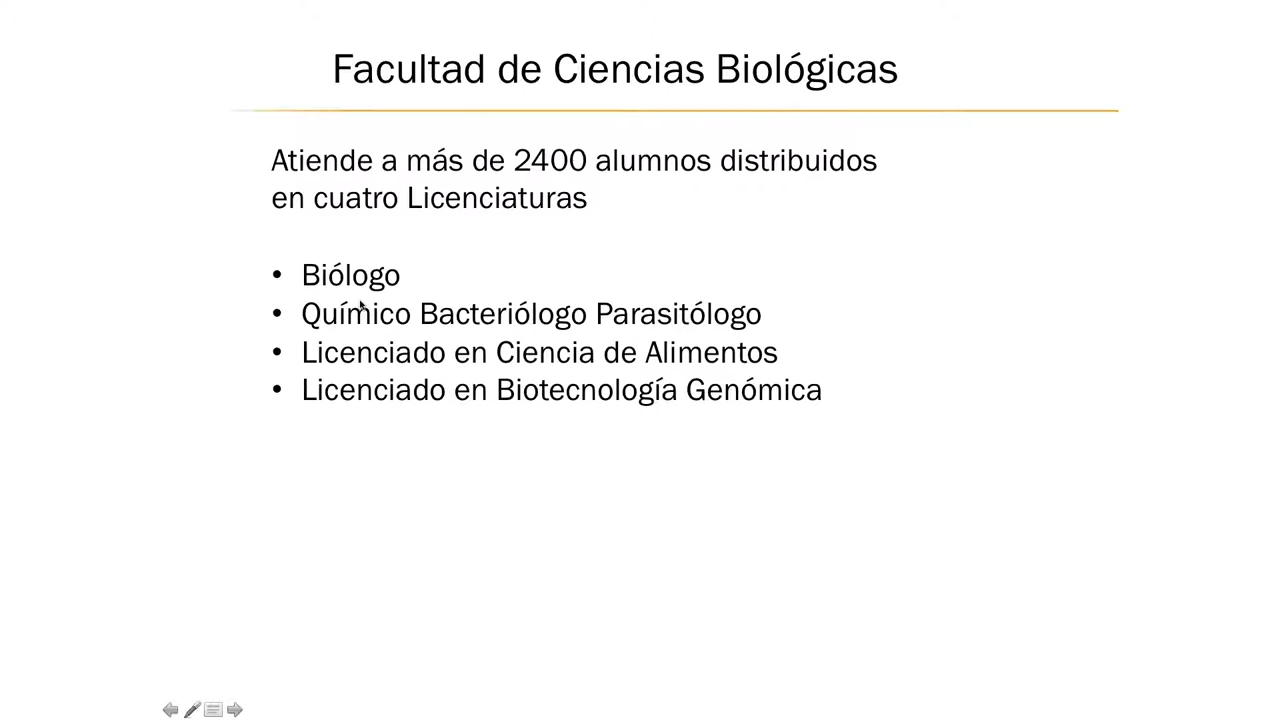 Facultad de Ciencias Biológicas
Atiende a más de 2400 alumnos distribuidos
en cuatro Licenciaturas
• Biólogo
• Químico Bacteriólogo Parasitólogo
• Licenciado en Ciencia de Alimentos
• Licenciado en Biotecnología Genómica